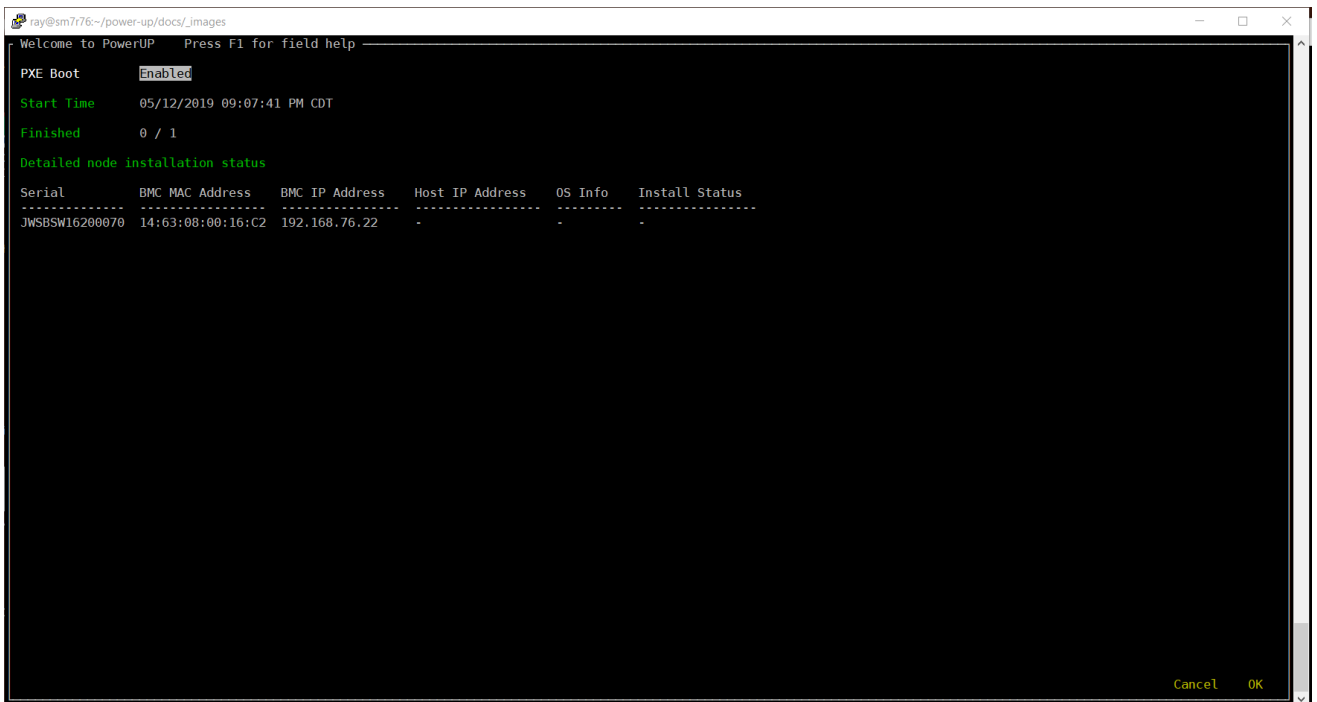 ray@sm7r76:~/power-up/docs/_images
Welcome to PowerUP Press F1 for field help
PXE Boot Enabled
Start Time 05/12/2019 09:07:41 PM CDT
Finished 0 / 1
Detailed node installation status
Serial BMC MAC Address BMC IP Address Host IP Address OS Info Install Status
-------------- ----------------- ---------------- ----------------- --------- ----------------
JWSBSW16200070 14:63:08:00:16:C2 192.168.76.22 - - -
Cancel OK